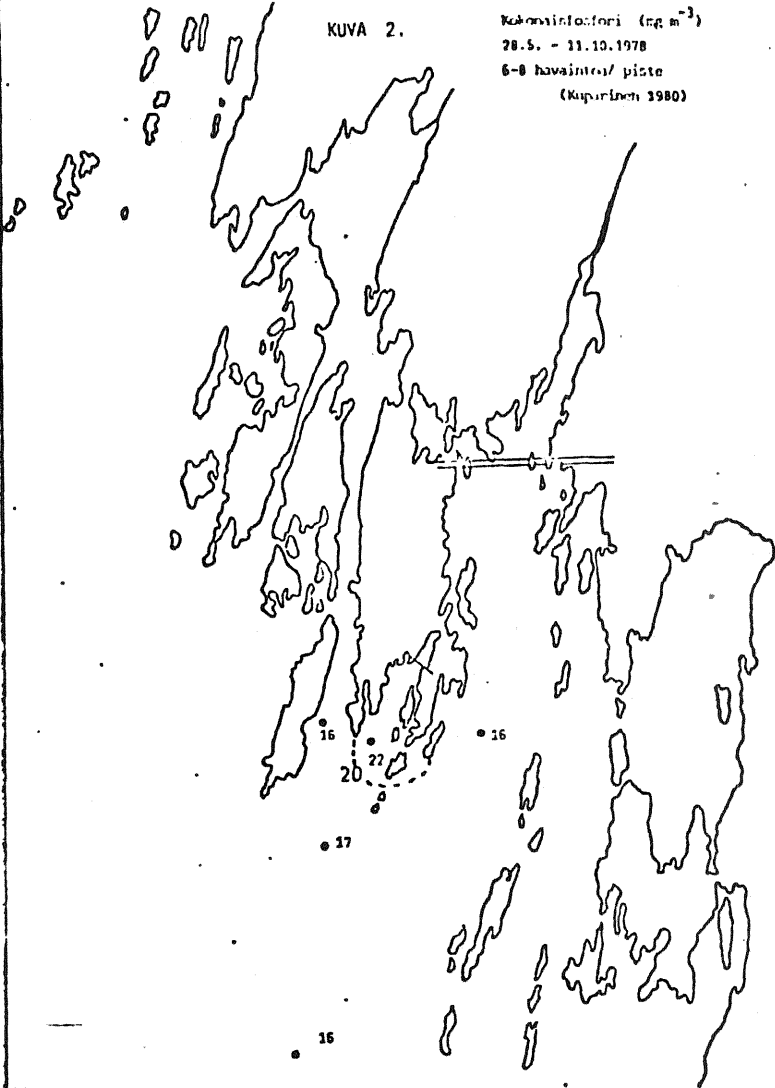 KUVA 2.
Kokonaisfosfori (mg m⁻³)
28.5. - 11.10.1978
6-8 havaintoa/ piste
(Kuparinen 1980)
16
22
20
16
17
16